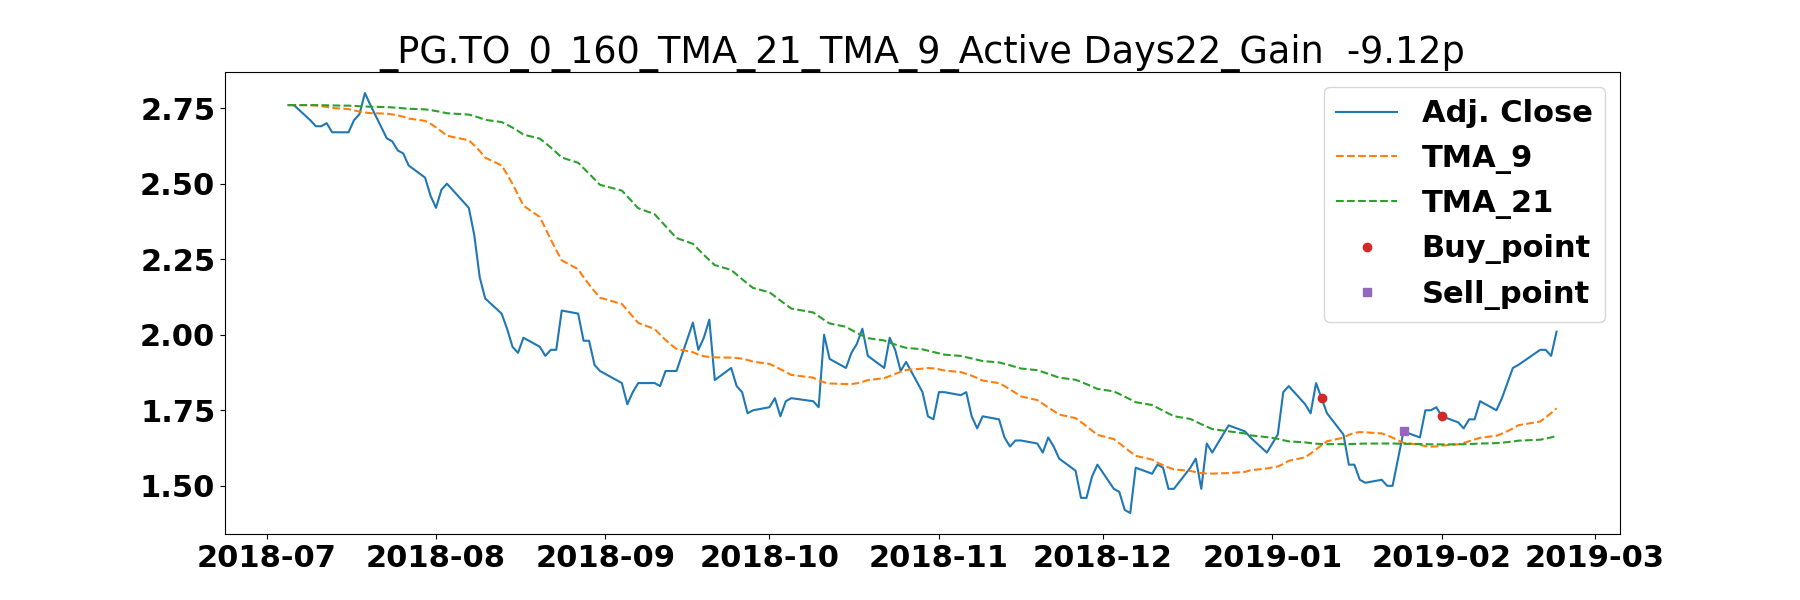 _PG.TO_0_160_TMA_21_TMA_9_Active Days22_Gain  -9.12p
2.75
2.50
2.25
2.00
1.75
1.50
Adj. Close
TMA_9
TMA_21
Buy_point
Sell_point
2018-07 2018-08 2018-09 2018-10 2018-11 2018-12 2019-01 2019-02 2019-03